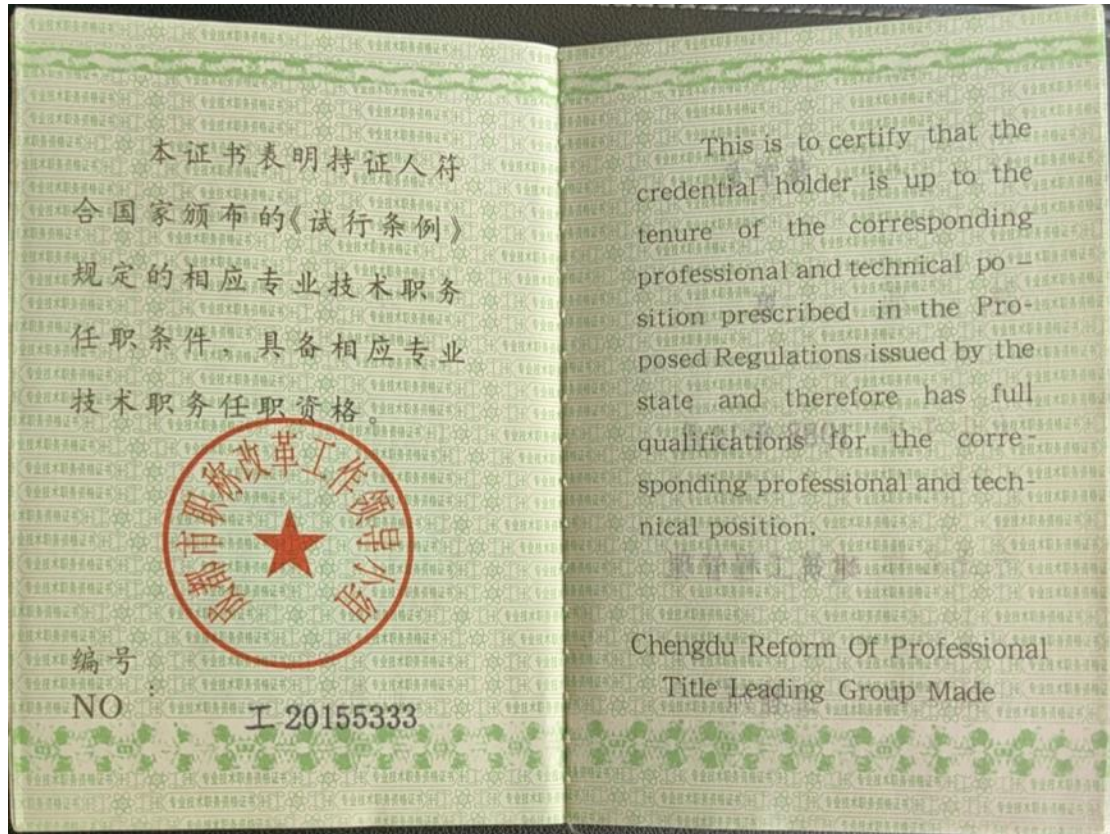 本证书表明持证人符
合国家颁布的《试行条例》
规定的相应专业技术职务
任职条件、具备相应专业
技术职务任职资格。
成都市职称改革工作领导小组
编号
NO:
工 20155333
This is to certify that the
credential holder is up to the
tenure of the corresponding
professional and technical po-
sition prescribed in the Pro-
posed Regulations issued by the
state and therefore has full
qualifications for the corre-
sponding professional and tech-
nical position.
Chengdu Reform Of Professional
Title Leading Group Made